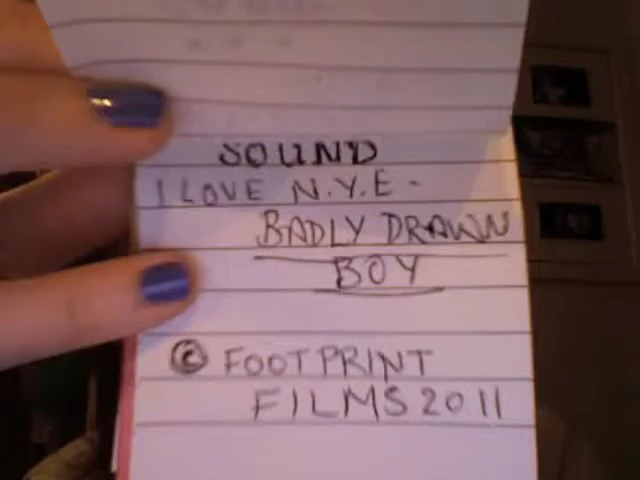 SOUND
I LOVE N.Y.E-
BADLY DRAWN
BOY
© FOOTPRINT
FILMS 2011